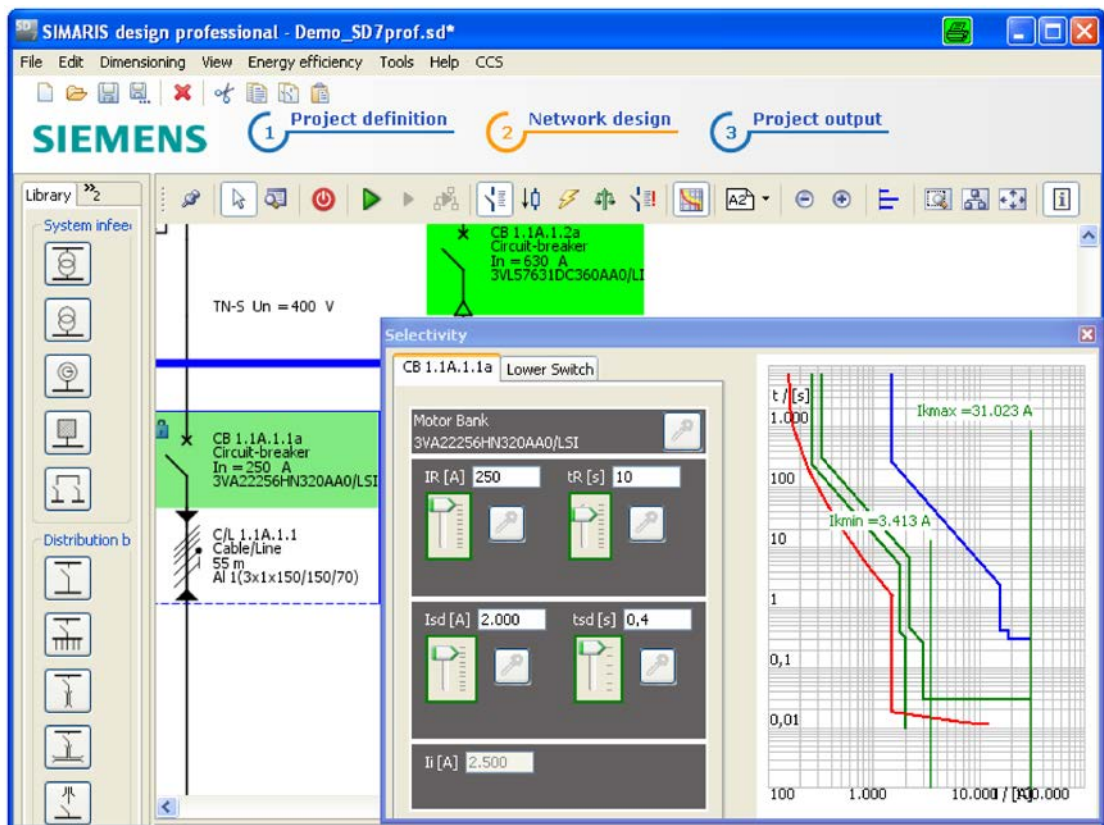 SIMARIS design professional - Demo_SD7prof.sd*
File Edit Dimensioning View Energy efficiency Tools Help CCS
SIEMENS
1 Project definition
2 Network design
3 Project output
Library »2
A2
i
System infee
Distribution b
CB 1.1A.1.2a
Circuit-breaker
In = 630 A
3VL57631DC360AA0/LI
TN-S Un = 400 V
CB 1.1A.1.1a
Circuit-breaker
In = 250 A
3VA22256HN320AA0/LSI
C/L 1.1A.1.1
Cable/Line
55 m
Al 1(3x1x150/150/70)
Selectivity
CB 1.1A.1.1a Lower Switch
Motor Bank
3VA22256HN320AA0/LSI
IR [A] 250 tR [s] 10
Isd [A] 2.000 tsd [s] 0,4
Ii [A] 2.500
t / [s]
Ikmax =31.023 A
1.000
100
Ikmin =3.413 A
10
1
0,1
0,01
100 1.000 10.000 I / [A]